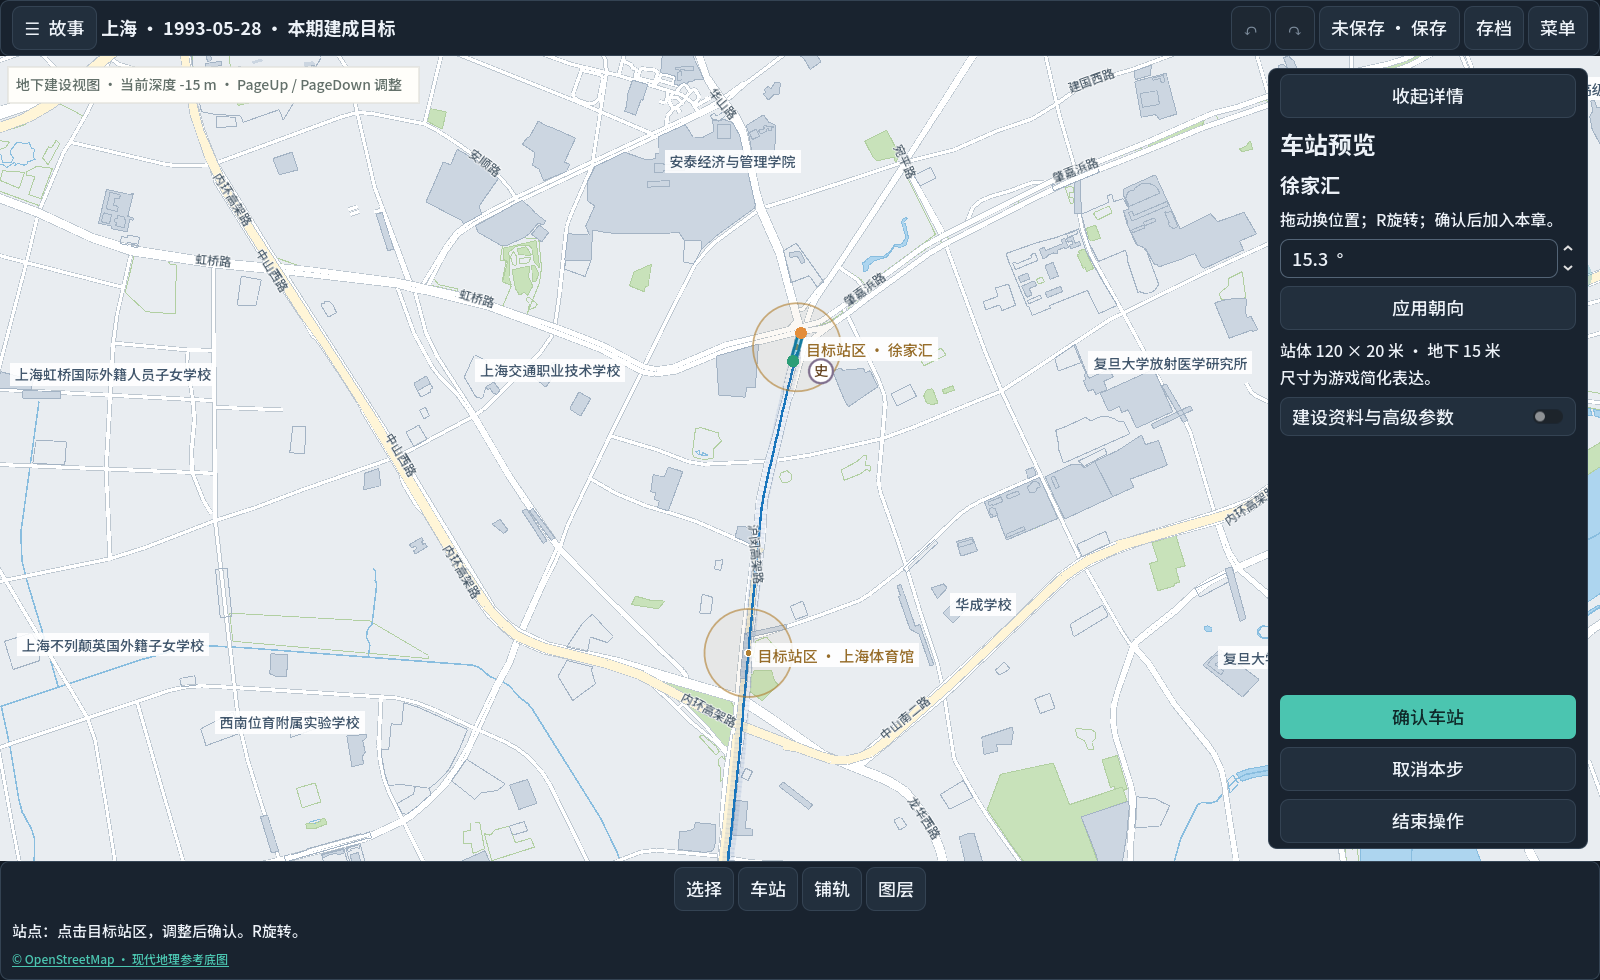 ☰ 故事
上海 • 1993-05-28 • 本期建成目标
未保存 • 保存
存档
菜单
地下建设视图 • 当前深度 -15 m • PageUp / PageDown 调整
收起详情
车站预览
徐家汇
拖动换位置；R旋转；确认后加入本章。
15.3 °
应用朝向
站体 120 × 20 米 • 地下 15 米
尺寸为游戏简化表达。
建设资料与高级参数
确认车站
取消本步
结束操作
华山路
建国西路
安顺路
安泰经济与管理学院
宛平路
肇嘉浜路
内环高架路
中山西路
虹桥路
虹桥路
肇嘉浜路
目标站区 • 徐家汇
史
上海虹桥国际外籍人员子女学校
上海交通职业技术学校
复旦大学放射医学研究所
中山西路
内环高架路
沪闵高架路
内环高架路
华成学校
上海不列颠英国外籍子女学校
目标站区 • 上海体育馆
复旦大
内环高架路
中山南二路
西南位育附属实验学校
龙华西路
选择
车站
铺轨
图层
站点：点击目标站区，调整后确认。R旋转。
© OpenStreetMap • 现代地理参考底图